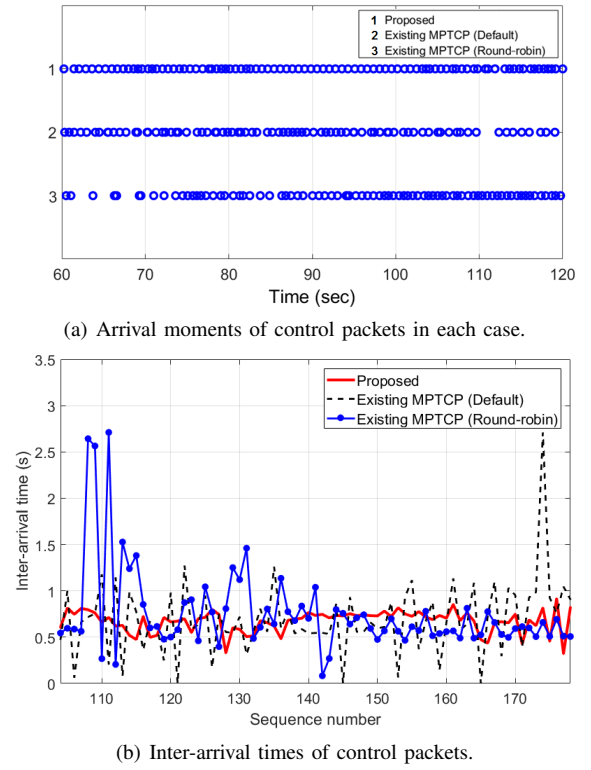 1 Proposed
2 Existing MPTCP (Default)
3 Existing MPTCP (Round-robin)
1
2
3
60 70 80 90 100 110 120
Time (sec)
(a) Arrival moments of control packets in each case.
3.5
3
2.5
2
1.5
1
0.5
0
Inter-arrival time (s)
Proposed
Existing MPTCP (Default)
Existing MPTCP (Round-robin)
110 120 130 140 150 160 170
Sequence number
(b) Inter-arrival times of control packets.